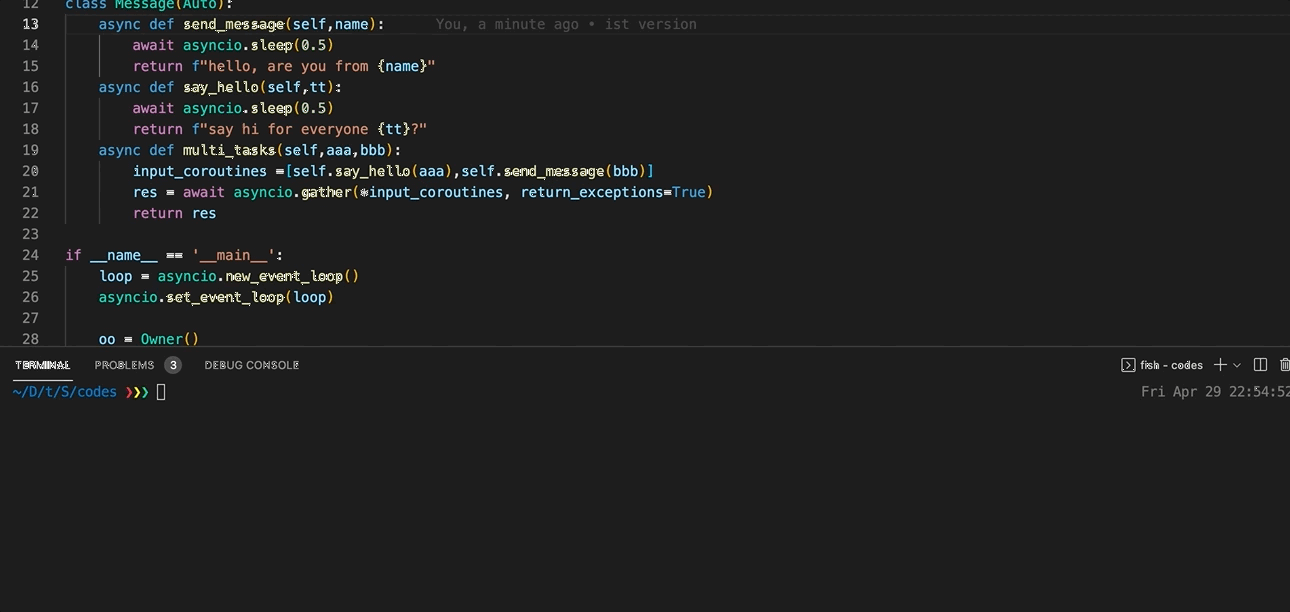 12 class Message(Auto):
13 async def send_message(self,name): You, a minute ago • ist version
14 await asyncio.sleep(0.5)
15 return f"hello, are you from {name}"
16 async def say_hello(self,tt):
17 await asyncio.sleep(0.5)
18 return f"say hi for everyone {tt}?"
19 async def multi_tasks(self,aaa,bbb):
20 input_coroutines =[self.say_hello(aaa),self.send_message(bbb)]
21 res = await asyncio.gather(*input_coroutines, return_exceptions=True)
22 return res
23
24 if __name__ == '__main__':
25 loop = asyncio.new_event_loop()
26 asyncio.set_event_loop(loop)
27
28 oo = Owner()
TERMINAL PROBLEMS 3 DEBUG CONSOLE fish - codes
~/D/t/S/codes ❯❯❯ Fri Apr 29 22:54:52